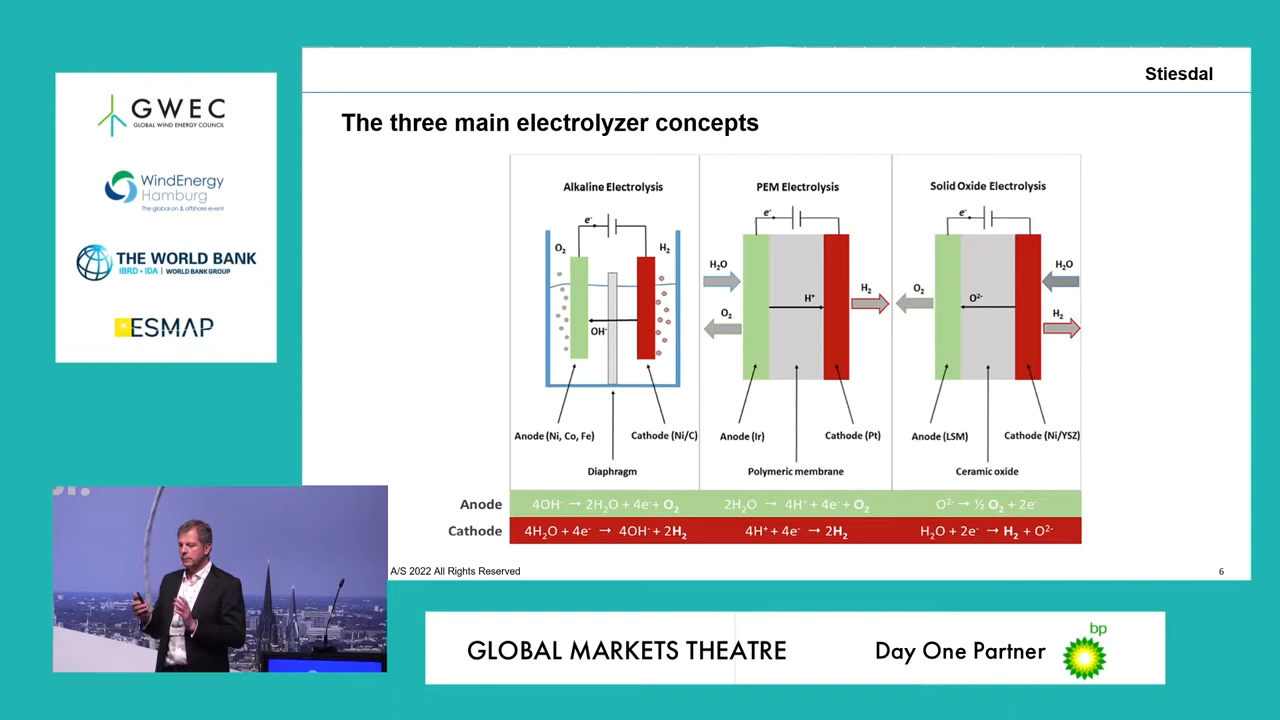 GWEC
GLOBAL WIND ENERGY COUNCIL
WindEnergy
Hamburg
The global on & offshore event
THE WORLD BANK
IBRD • IDA | WORLD BANK GROUP
ESMAP
Stiesdal
The three main electrolyzer concepts
Alkaline Electrolysis
PEM Electrolysis
Solid Oxide Electrolysis
e⁻
e⁻
e⁻
O₂
H₂
H₂O
H₂O
H⁺
H₂
O₂
O²⁻
O₂
H₂
OH⁻
Anode (Ni, Co, Fe)
Cathode (Ni/C)
Anode (Ir)
Cathode (Pt)
Anode (LSM)
Cathode (Ni/YSZ)
Diaphragm
Polymeric membrane
Ceramic oxide
Anode
4OH⁻ → 2H₂O + 4e⁻+ O₂
2H₂O → 4H⁺ + 4e⁻ + O₂
O²⁻ → ½ O₂ + 2e⁻
Cathode
4H₂O + 4e⁻ → 4OH⁻ + 2H₂
4H⁺ + 4e⁻ → 2H₂
H₂O + 2e⁻ → H₂ + O²⁻
A/S 2022 All Rights Reserved
6
GLOBAL MARKETS THEATRE
Day One Partner
bp